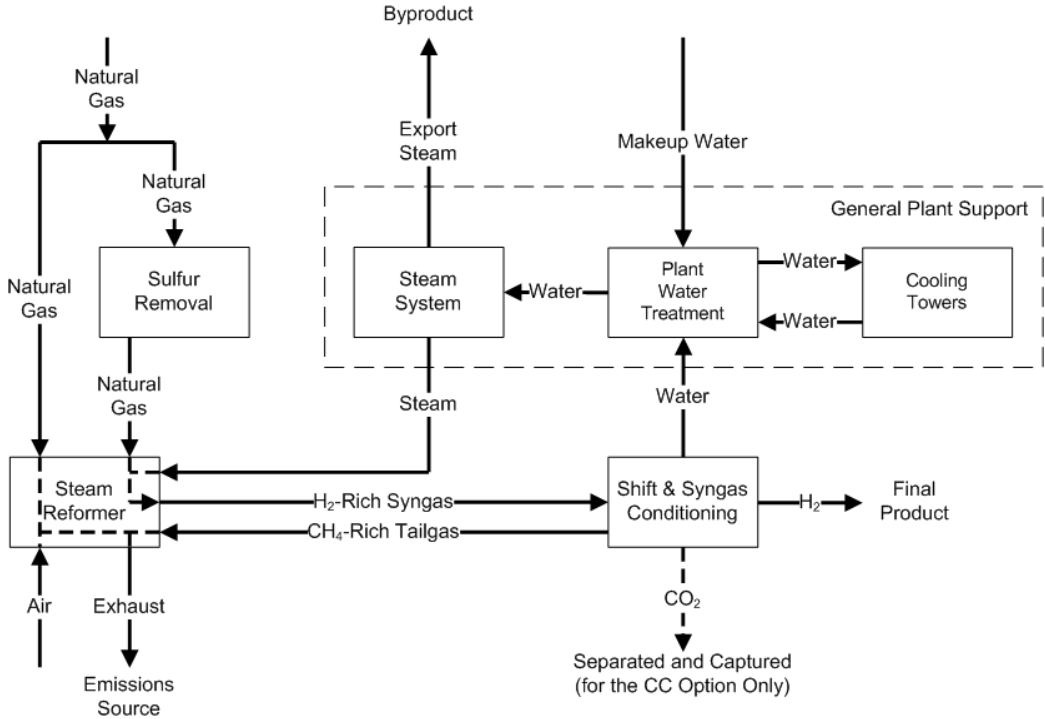 Byproduct
Natural
Gas
Export
Steam
Makeup Water
Natural
Gas
General Plant Support
Natural
Gas
Sulfur
Removal
Steam
System
Water
Plant
Water
Treatment
Water
Water
Cooling
Towers
Natural
Gas
Steam
Water
Steam
Reformer
H₂-Rich Syngas
CH₄-Rich Tailgas
Shift & Syngas
Conditioning
H₂
Final
Product
Air
Exhaust
CO₂
Emissions
Source
Separated and Captured
(for the CC Option Only)